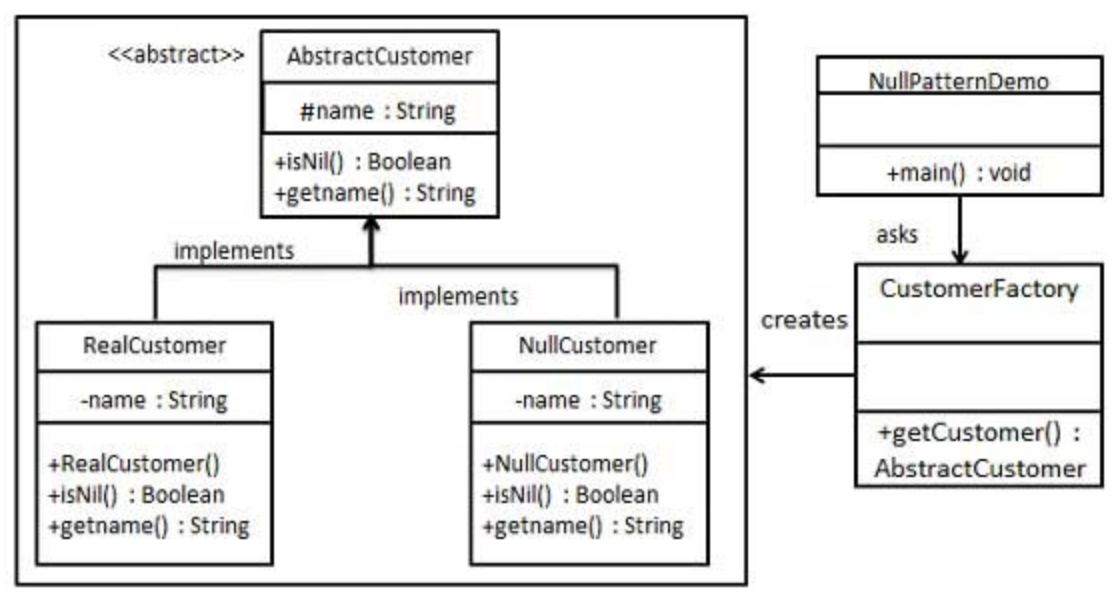 <<abstract>>
AbstractCustomer
#name : String
+isNil() : Boolean
+getname() : String
implements
implements
RealCustomer
-name : String
+RealCustomer()
+isNil() : Boolean
+getname() : String
NullCustomer
-name : String
+NullCustomer()
+isNil() : Boolean
+getname() : String
NullPatternDemo
+main() : void
asks
CustomerFactory
+getCustomer() :
AbstractCustomer
creates